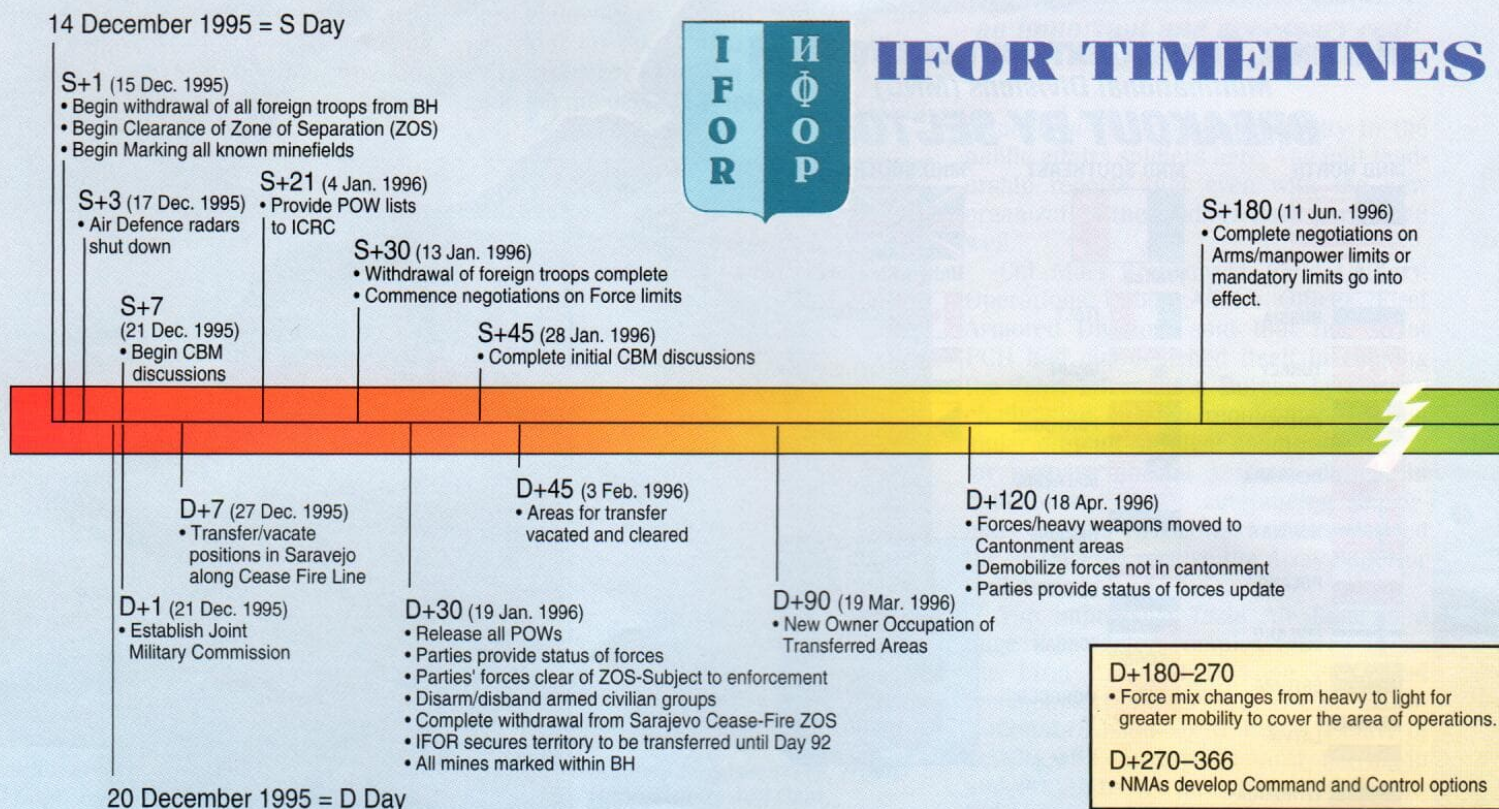 14 December 1995 = S Day
I
F
O
R
И
Ф
О
Р
IFOR TIMELINES
S+1 (15 Dec. 1995)
• Begin withdrawal of all foreign troops from BH
• Begin Clearance of Zone of Separation (ZOS)
• Begin Marking all known minefields
S+3 (17 Dec. 1995)
• Air Defence radars
shut down
S+7
(21 Dec. 1995)
• Begin CBM
discussions
S+21 (4 Jan. 1996)
• Provide POW lists
to ICRC
S+30 (13 Jan. 1996)
• Withdrawal of foreign troops complete
• Commence negotiations on Force limits
S+45 (28 Jan. 1996)
• Complete initial CBM discussions
S+180 (11 Jun. 1996)
• Complete negotiations on
Arms/manpower limits or
mandatory limits go into
effect.
D+7 (27 Dec. 1995)
• Transfer/vacate
positions in Saravejo
along Cease Fire Line
D+1 (21 Dec. 1995)
• Establish Joint
Military Commission
D+45 (3 Feb. 1996)
• Areas for transfer
vacated and cleared
D+30 (19 Jan. 1996)
• Release all POWs
• Parties provide status of forces
• Parties' forces clear of ZOS-Subject to enforcement
• Disarm/disband armed civilian groups
• Complete withdrawal from Sarajevo Cease-Fire ZOS
• IFOR secures territory to be transferred until Day 92
• All mines marked within BH
D+90 (19 Mar. 1996)
• New Owner Occupation of
Transferred Areas
D+120 (18 Apr. 1996)
• Forces/heavy weapons moved to
Cantonment areas
• Demobilize forces not in cantonment
• Parties provide status of forces update
D+180–270
• Force mix changes from heavy to light for
greater mobility to cover the area of operations.
D+270–366
• NMAs develop Command and Control options
20 December 1995 = D Day